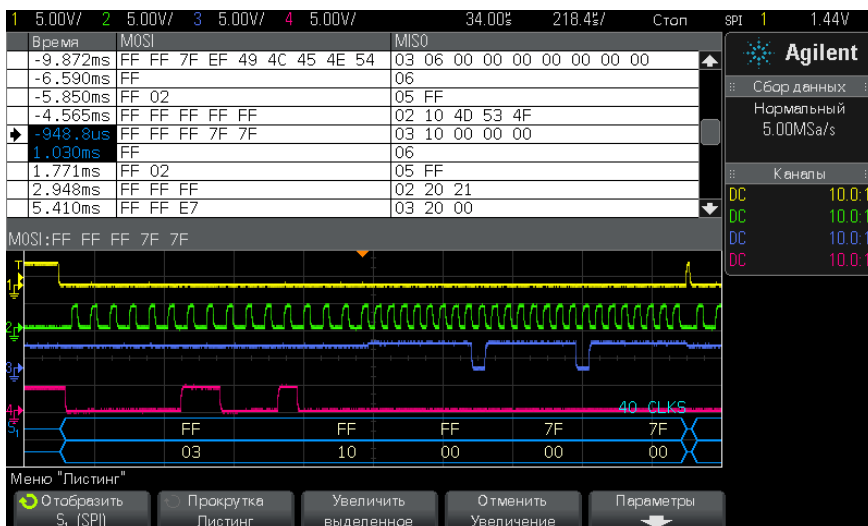 1 5.00V/ 2 5.00V/ 3 5.00V/ 4 5.00V/ 34.00s 218.4s/ Стоп SPI 1 1.44V
Время MOSI MISO
-9.872ms FF FF 7F EF 49 4C 45 4E 54 03 06 00 00 00 00 00 00 00
-6.590ms FF 06
-5.850ms FF 02 05 FF
-4.565ms FF FF FF FF FF 02 10 4D 53 4F
-948.8us FF FF FF 7F 7F 03 10 00 00 00
1.030ms FF 06
1.771ms FF 02 05 FF
2.948ms FF FF FF 02 20 21
5.410ms FF FF E7 03 20 00
MOSI:FF FF FF 7F 7F
Agilent
Сбор данных
Нормальный
5.00MSa/s
Каналы
DC 10.0:1
DC 10.0:1
DC 10.0:1
DC 10.0:1
T
1
2
3
4
40 CLKS
S1 FF FF FF 7F 7F
03 10 00 00 00
Меню "Листинг"
Отобразить Прокрутка Увеличить Отменить Параметры
S1 (SPI) Листинг выделенное Увеличение